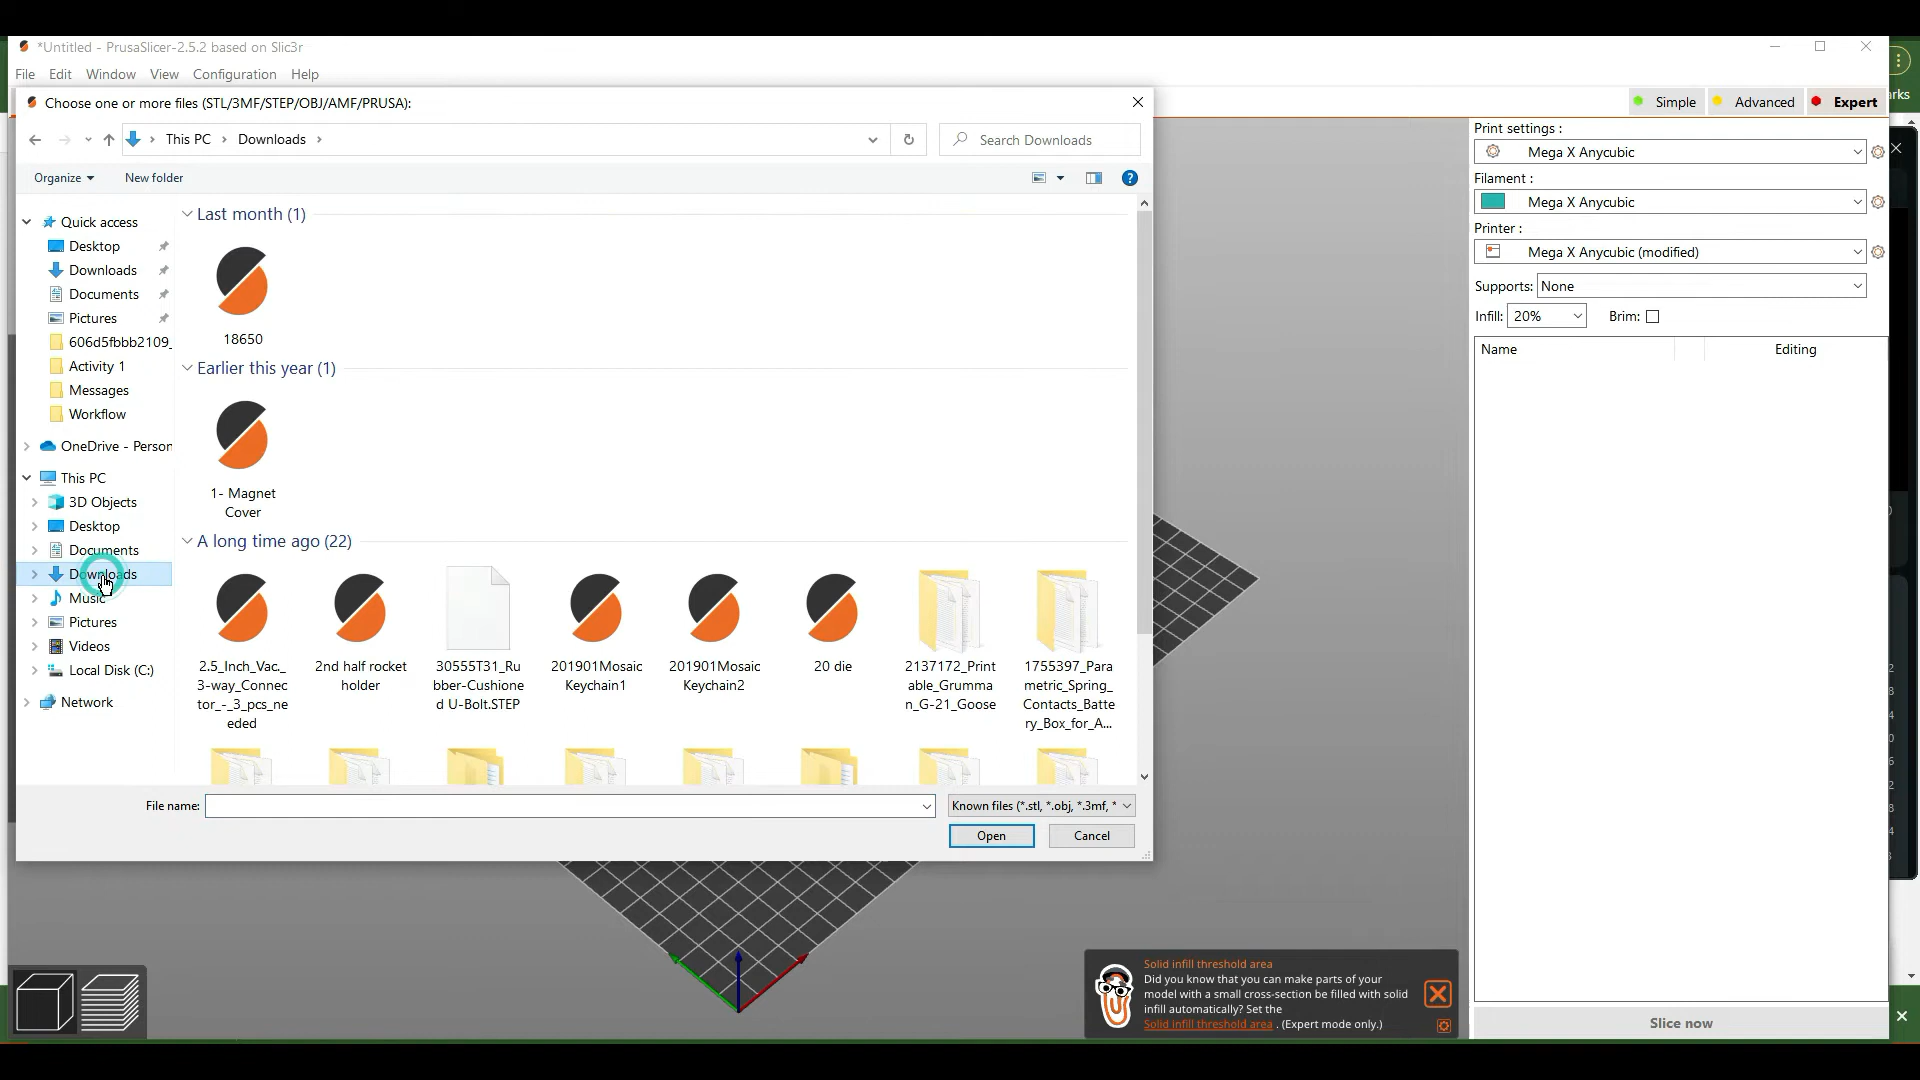 *Untitled - PrusaSlicer-2.5.2 based on Slic3r
File Edit Window View Configuration Help
Choose one or more files (STL/3MF/STEP/OBJ/AMF/PRUSA):
This PC > Downloads >
Search Downloads
Organize
New folder
Quick access
Desktop
Downloads
Documents
Pictures
606d5fbbb2109_
Activity 1
Messages
Workflow
OneDrive - Person
This PC
3D Objects
Desktop
Documents
Downloads
Music
Pictures
Videos
Local Disk (C:)
Network
Last month (1)
18650
Earlier this year (1)
1- Magnet
Cover
A long time ago (22)
2.5_Inch_Vac._
3-way_Connec
tor_-_3_pcs_ne
eded
2nd half rocket
holder
30555T31_Ru
bber-Cushione
d U-Bolt.STEP
201901Mosaic
Keychain1
201901Mosaic
Keychain2
20 die
2137172_Print
able_Grumma
n_G-21_Goose
1755397_Para
metric_Spring_
Contacts_Batte
ry_Box_for_A...
File name:
Known files (*.stl, *.obj, *.3mf, *
Open
Cancel
Simple
Advanced
Expert
arks
Print settings :
Mega X Anycubic
Filament :
Mega X Anycubic
Printer :
Mega X Anycubic (modified)
Supports: None
Infill: 20%
Brim:
Name
Editing
Solid infill threshold area
Did you know that you can make parts of your
model with a small cross-section be filled with solid
infill automatically? Set the
Solid infill threshold area . (Expert mode only.)
Slice now